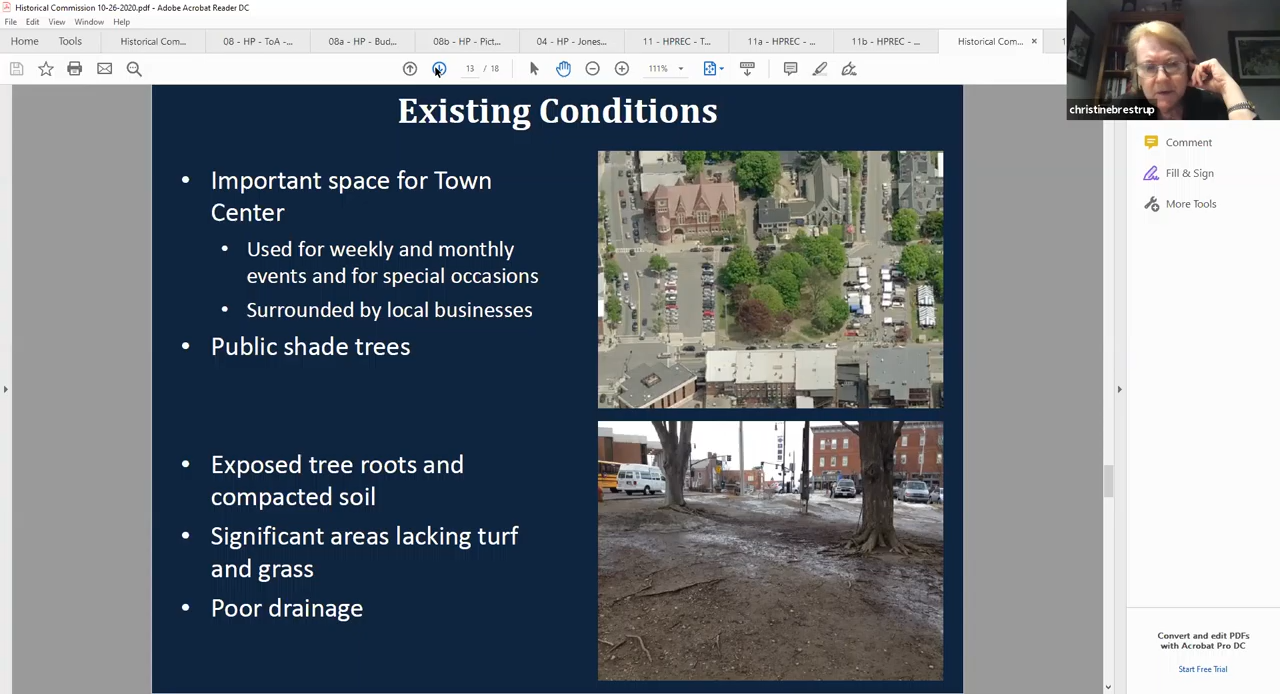 Historical Commission 10-26-2020.pdf - Adobe Acrobat Reader DC
File Edit View Window Help
Home Tools Historical Com... 08 - HP - ToA -... 08a - HP - Bud... 08b - HP - Pict... 04 - HP - Jones... 11 - HPREC - T... 11a - HPREC - ... 11b - HPREC - ... Historical Com... ×
13 / 18 111%
christinebrestrup
Existing Conditions
• Important space for Town
Center
• Used for weekly and monthly
events and for special occasions
• Surrounded by local businesses
• Public shade trees
• Exposed tree roots and
compacted soil
• Significant areas lacking turf
and grass
• Poor drainage
Comment
Fill & Sign
More Tools
Convert and edit PDFs
with Acrobat Pro DC
Start Free Trial